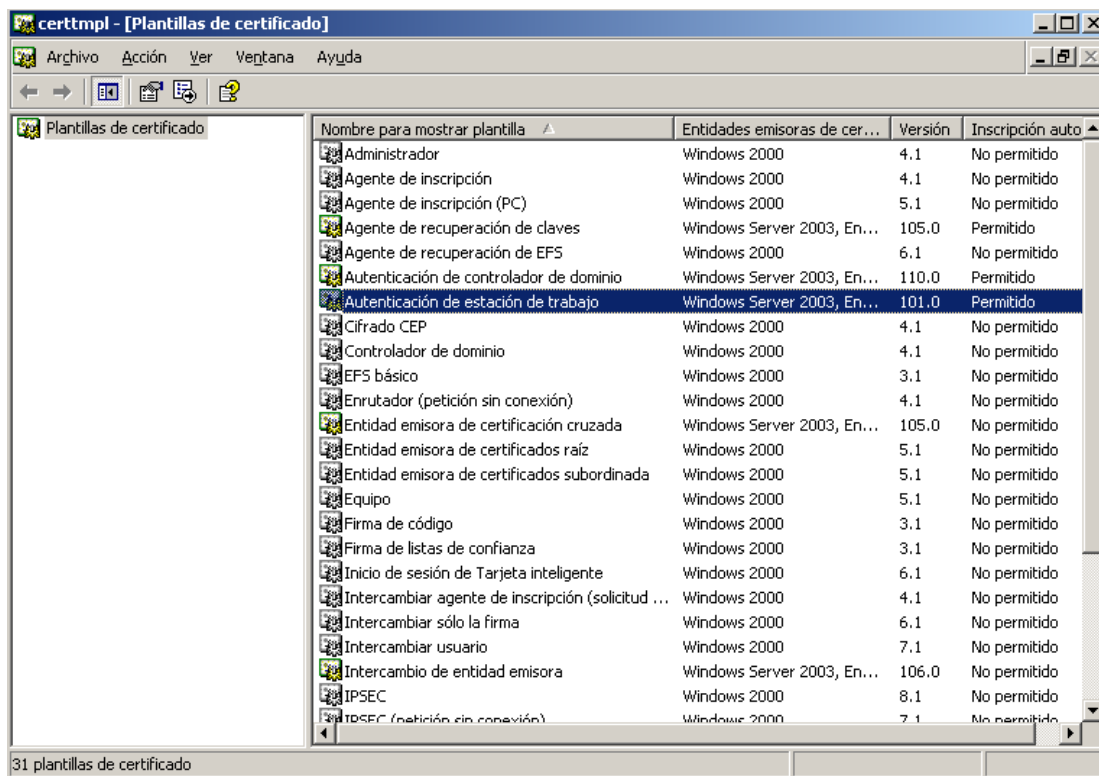 certtmpl - [Plantillas de certificado]
Archivo Acción Ver Ventana Ayuda
Plantillas de certificado
Nombre para mostrar plantilla Entidades emisoras de cer... Versión Inscripción auto
Administrador Windows 2000 4.1 No permitido
Agente de inscripción Windows 2000 4.1 No permitido
Agente de inscripción (PC) Windows 2000 5.1 No permitido
Agente de recuperación de claves Windows Server 2003, En... 105.0 Permitido
Agente de recuperación de EFS Windows 2000 6.1 No permitido
Autenticación de controlador de dominio Windows Server 2003, En... 110.0 Permitido
Autenticación de estación de trabajo Windows Server 2003, En... 101.0 Permitido
Cifrado CEP Windows 2000 4.1 No permitido
Controlador de dominio Windows 2000 4.1 No permitido
EFS básico Windows 2000 3.1 No permitido
Enrutador (petición sin conexión) Windows 2000 4.1 No permitido
Entidad emisora de certificación cruzada Windows Server 2003, En... 105.0 No permitido
Entidad emisora de certificados raíz Windows 2000 5.1 No permitido
Entidad emisora de certificados subordinada Windows 2000 5.1 No permitido
Equipo Windows 2000 5.1 No permitido
Firma de código Windows 2000 3.1 No permitido
Firma de listas de confianza Windows 2000 3.1 No permitido
Inicio de sesión de Tarjeta inteligente Windows 2000 6.1 No permitido
Intercambiar agente de inscripción (solicitud ... Windows 2000 4.1 No permitido
Intercambiar sólo la firma Windows 2000 6.1 No permitido
Intercambiar usuario Windows 2000 7.1 No permitido
Intercambio de entidad emisora Windows Server 2003, En... 106.0 No permitido
IPSEC Windows 2000 8.1 No permitido
IPSEC (petición sin conexión) Windows 2000 7.1 No permitido
31 plantillas de certificado